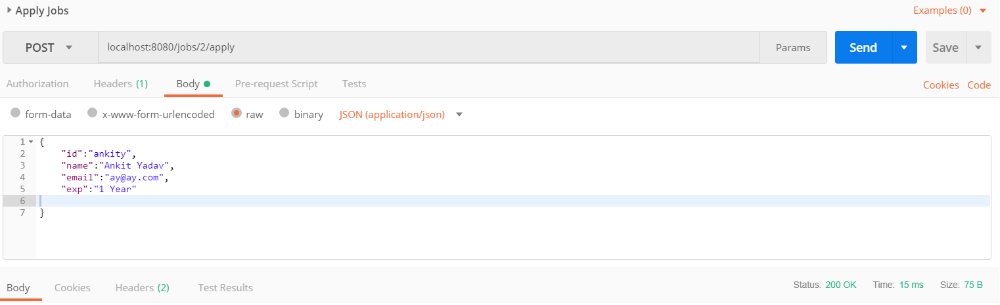 Apply Jobs
Examples (0)
POST
localhost:8080/jobs/2/apply
Params
Send
Save
Authorization
Headers (1)
Body
Pre-request Script
Tests
Cookies
Code
form-data
x-www-form-urlencoded
raw
binary
JSON (application/json)
1 {
2 "id":"ankity",
3 "name":"Ankit Yadav",
4 "email":"ay@ay.com",
5 "exp":"1 Year"
6
7 }
Body
Cookies
Headers (2)
Test Results
Status: 200 OK
Time: 15 ms
Size: 75 B